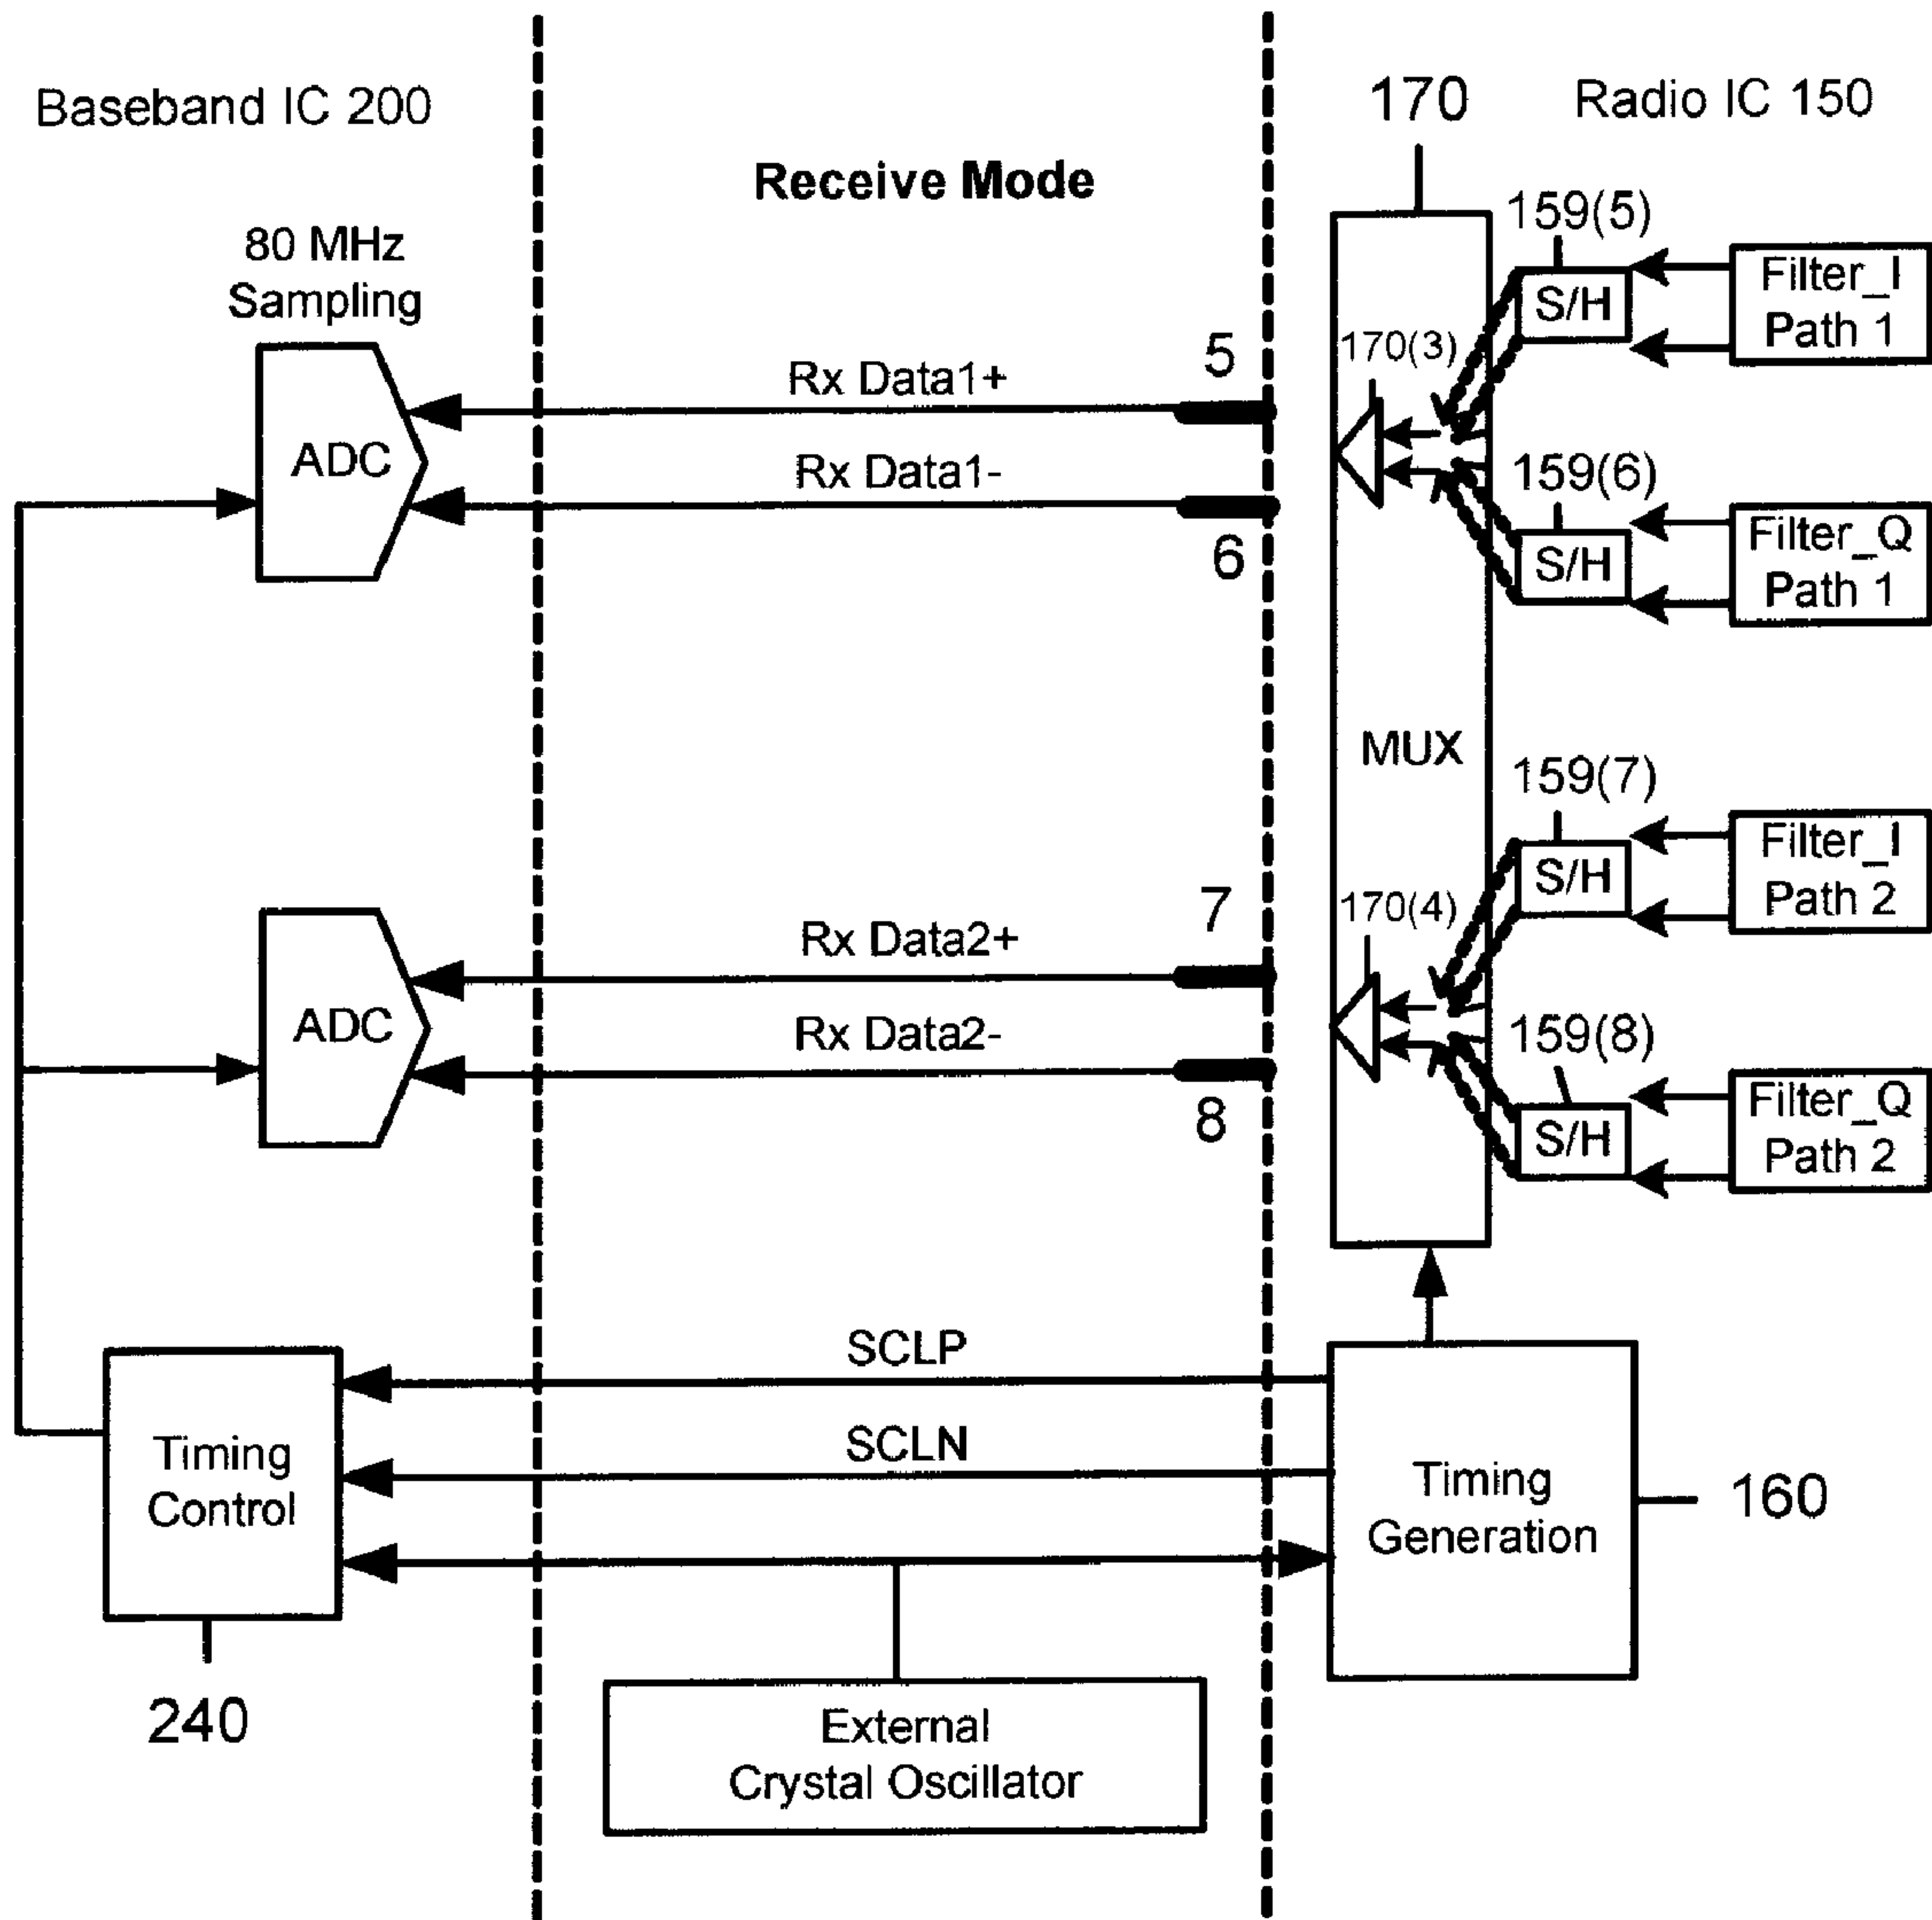 Baseband IC 200
170
Radio IC 150
Receive Mode
80 MHz
Sampling
159(5)
Filter_I
Path 1
S/H
170(3)
5
Rx Data1+
ADC
Rx Data1-
6
159(6)
Filter_Q
Path 1
S/H
MUX
159(7)
Filter_I
Path 2
S/H
170(4)
7
Rx Data2+
ADC
Rx Data2-
8
159(8)
Filter_Q
Path 2
S/H
SCLP
SCLN
Timing
Control
Timing
Generation
160
240
External
Crystal Oscillator